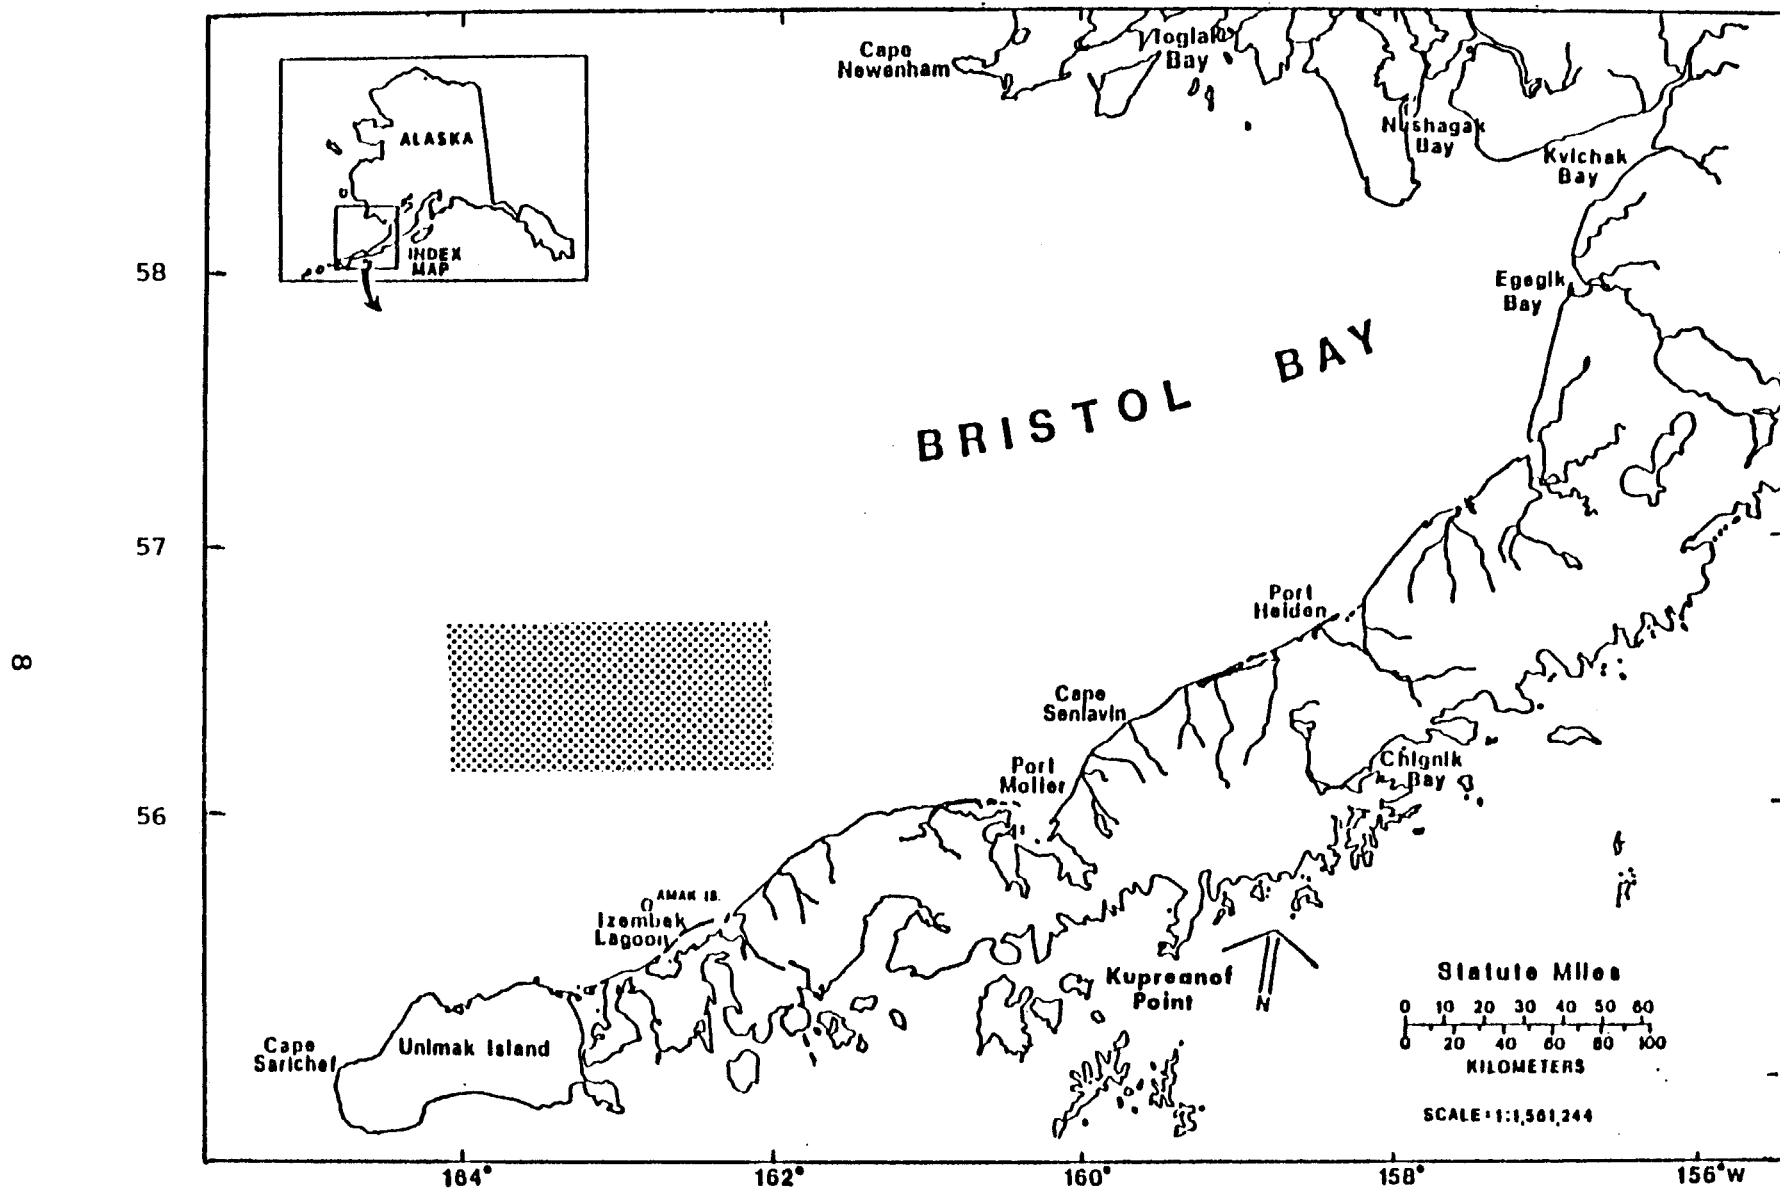 Cape
Newenham
Togiak
Bay
Nushagak
Bay
Kvichak
Bay
ALASKA
INDEX
MAP
58
Egegik
Bay
BRISTOL BAY
57
Port
Heiden
8
Cape
Seniavin
Port
Moller
Chignik
Bay
56
AMAK IS.
Izembek
Lagoon
Kupreanof
Point
N
Statute Miles
0 10 20 30 40 50 60
0 20 40 60 80 100
KILOMETERS
Cape
Sarichef
Unimak Island
SCALE=1:1,561,244
164° 162° 160° 158° 156°W